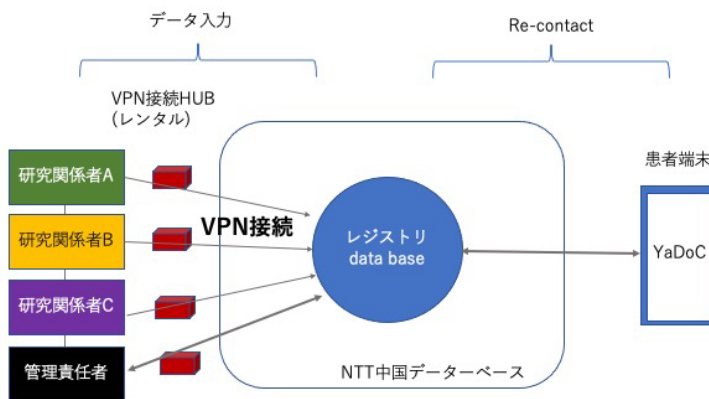 データ入力
Re-contact
VPN接続HUB
(レンタル)
患者端末
研究関係者A
研究関係者B
研究関係者C
管理責任者
VPN接続
レジストリ
data base
YaDoC
NTT中国データーベース